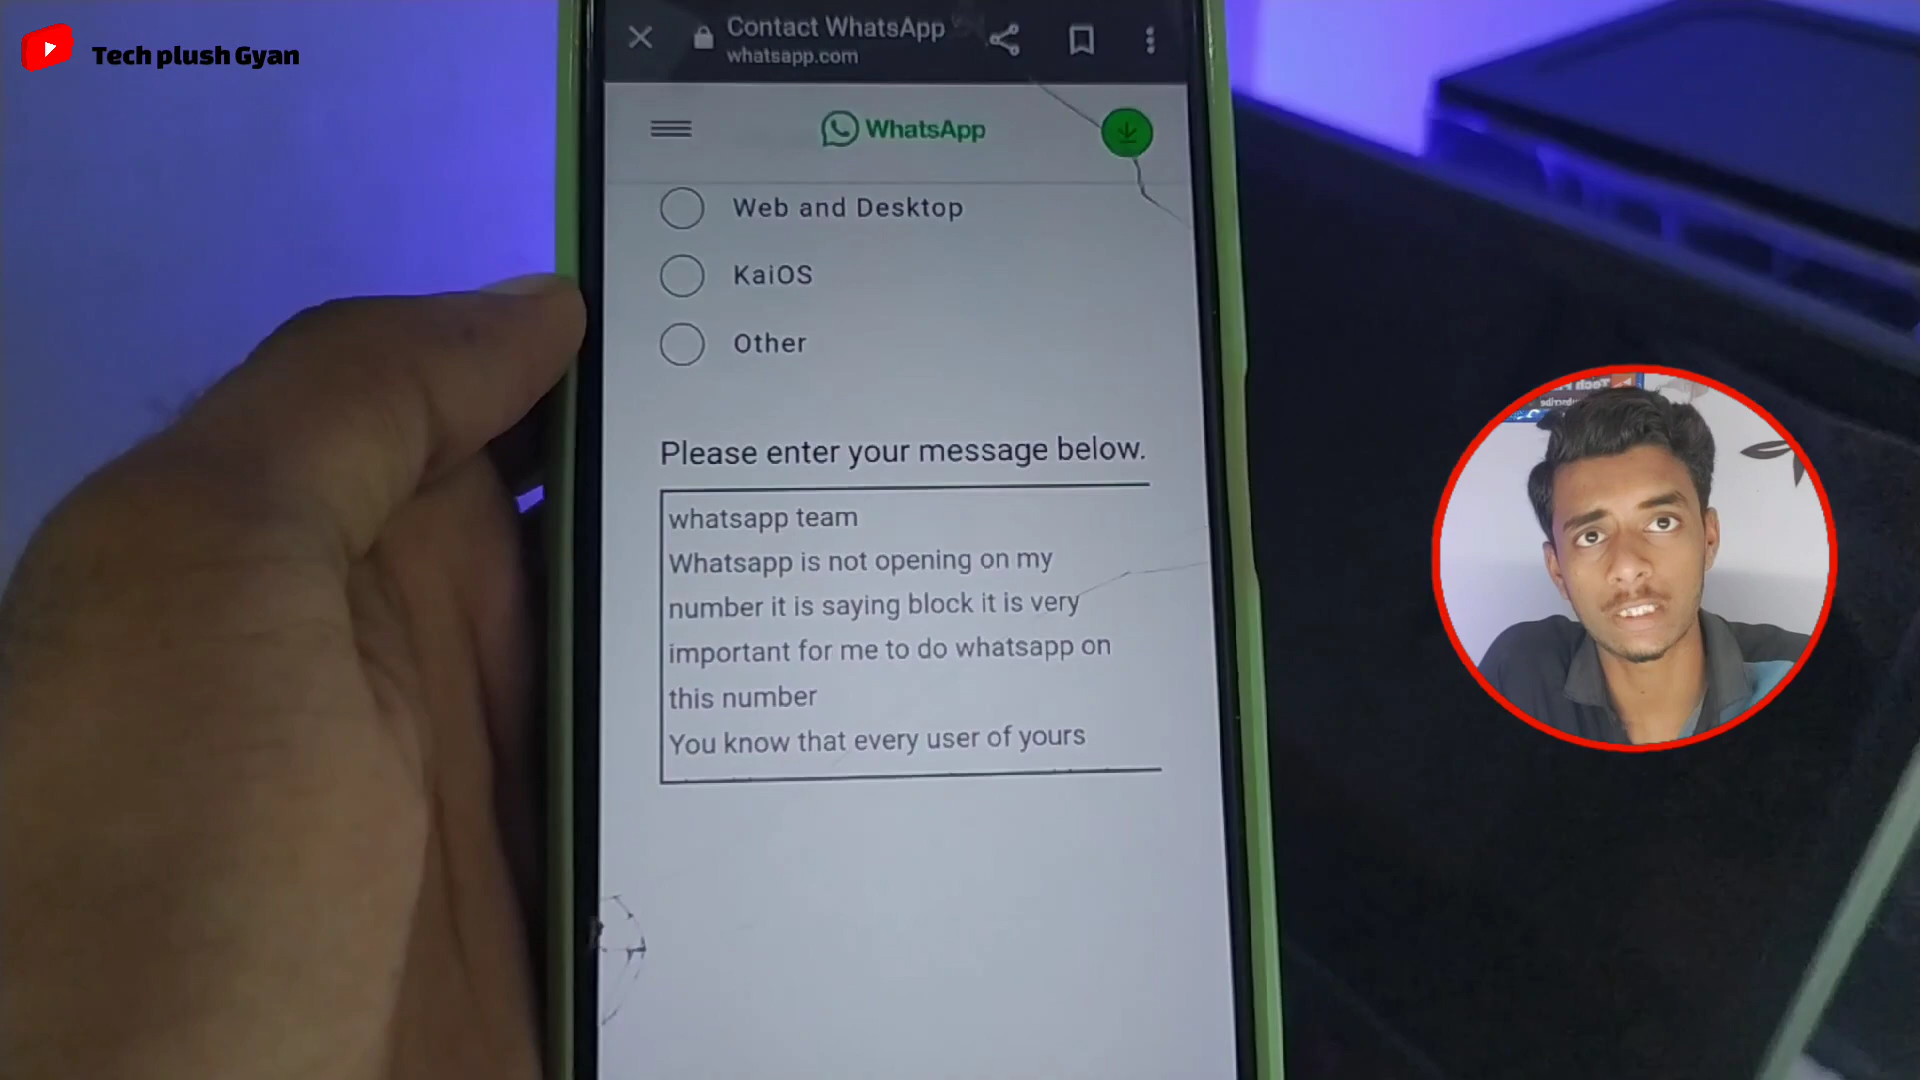 Tech plush Gyan
Contact WhatsApp
whatsapp.com
WhatsApp
Web and Desktop
KaiOS
Other
Please enter your message below.
whatsapp team
Whatsapp is not opening on my
number it is saying block it is very
important for me to do whatsapp on
this number
You know that every user of yours